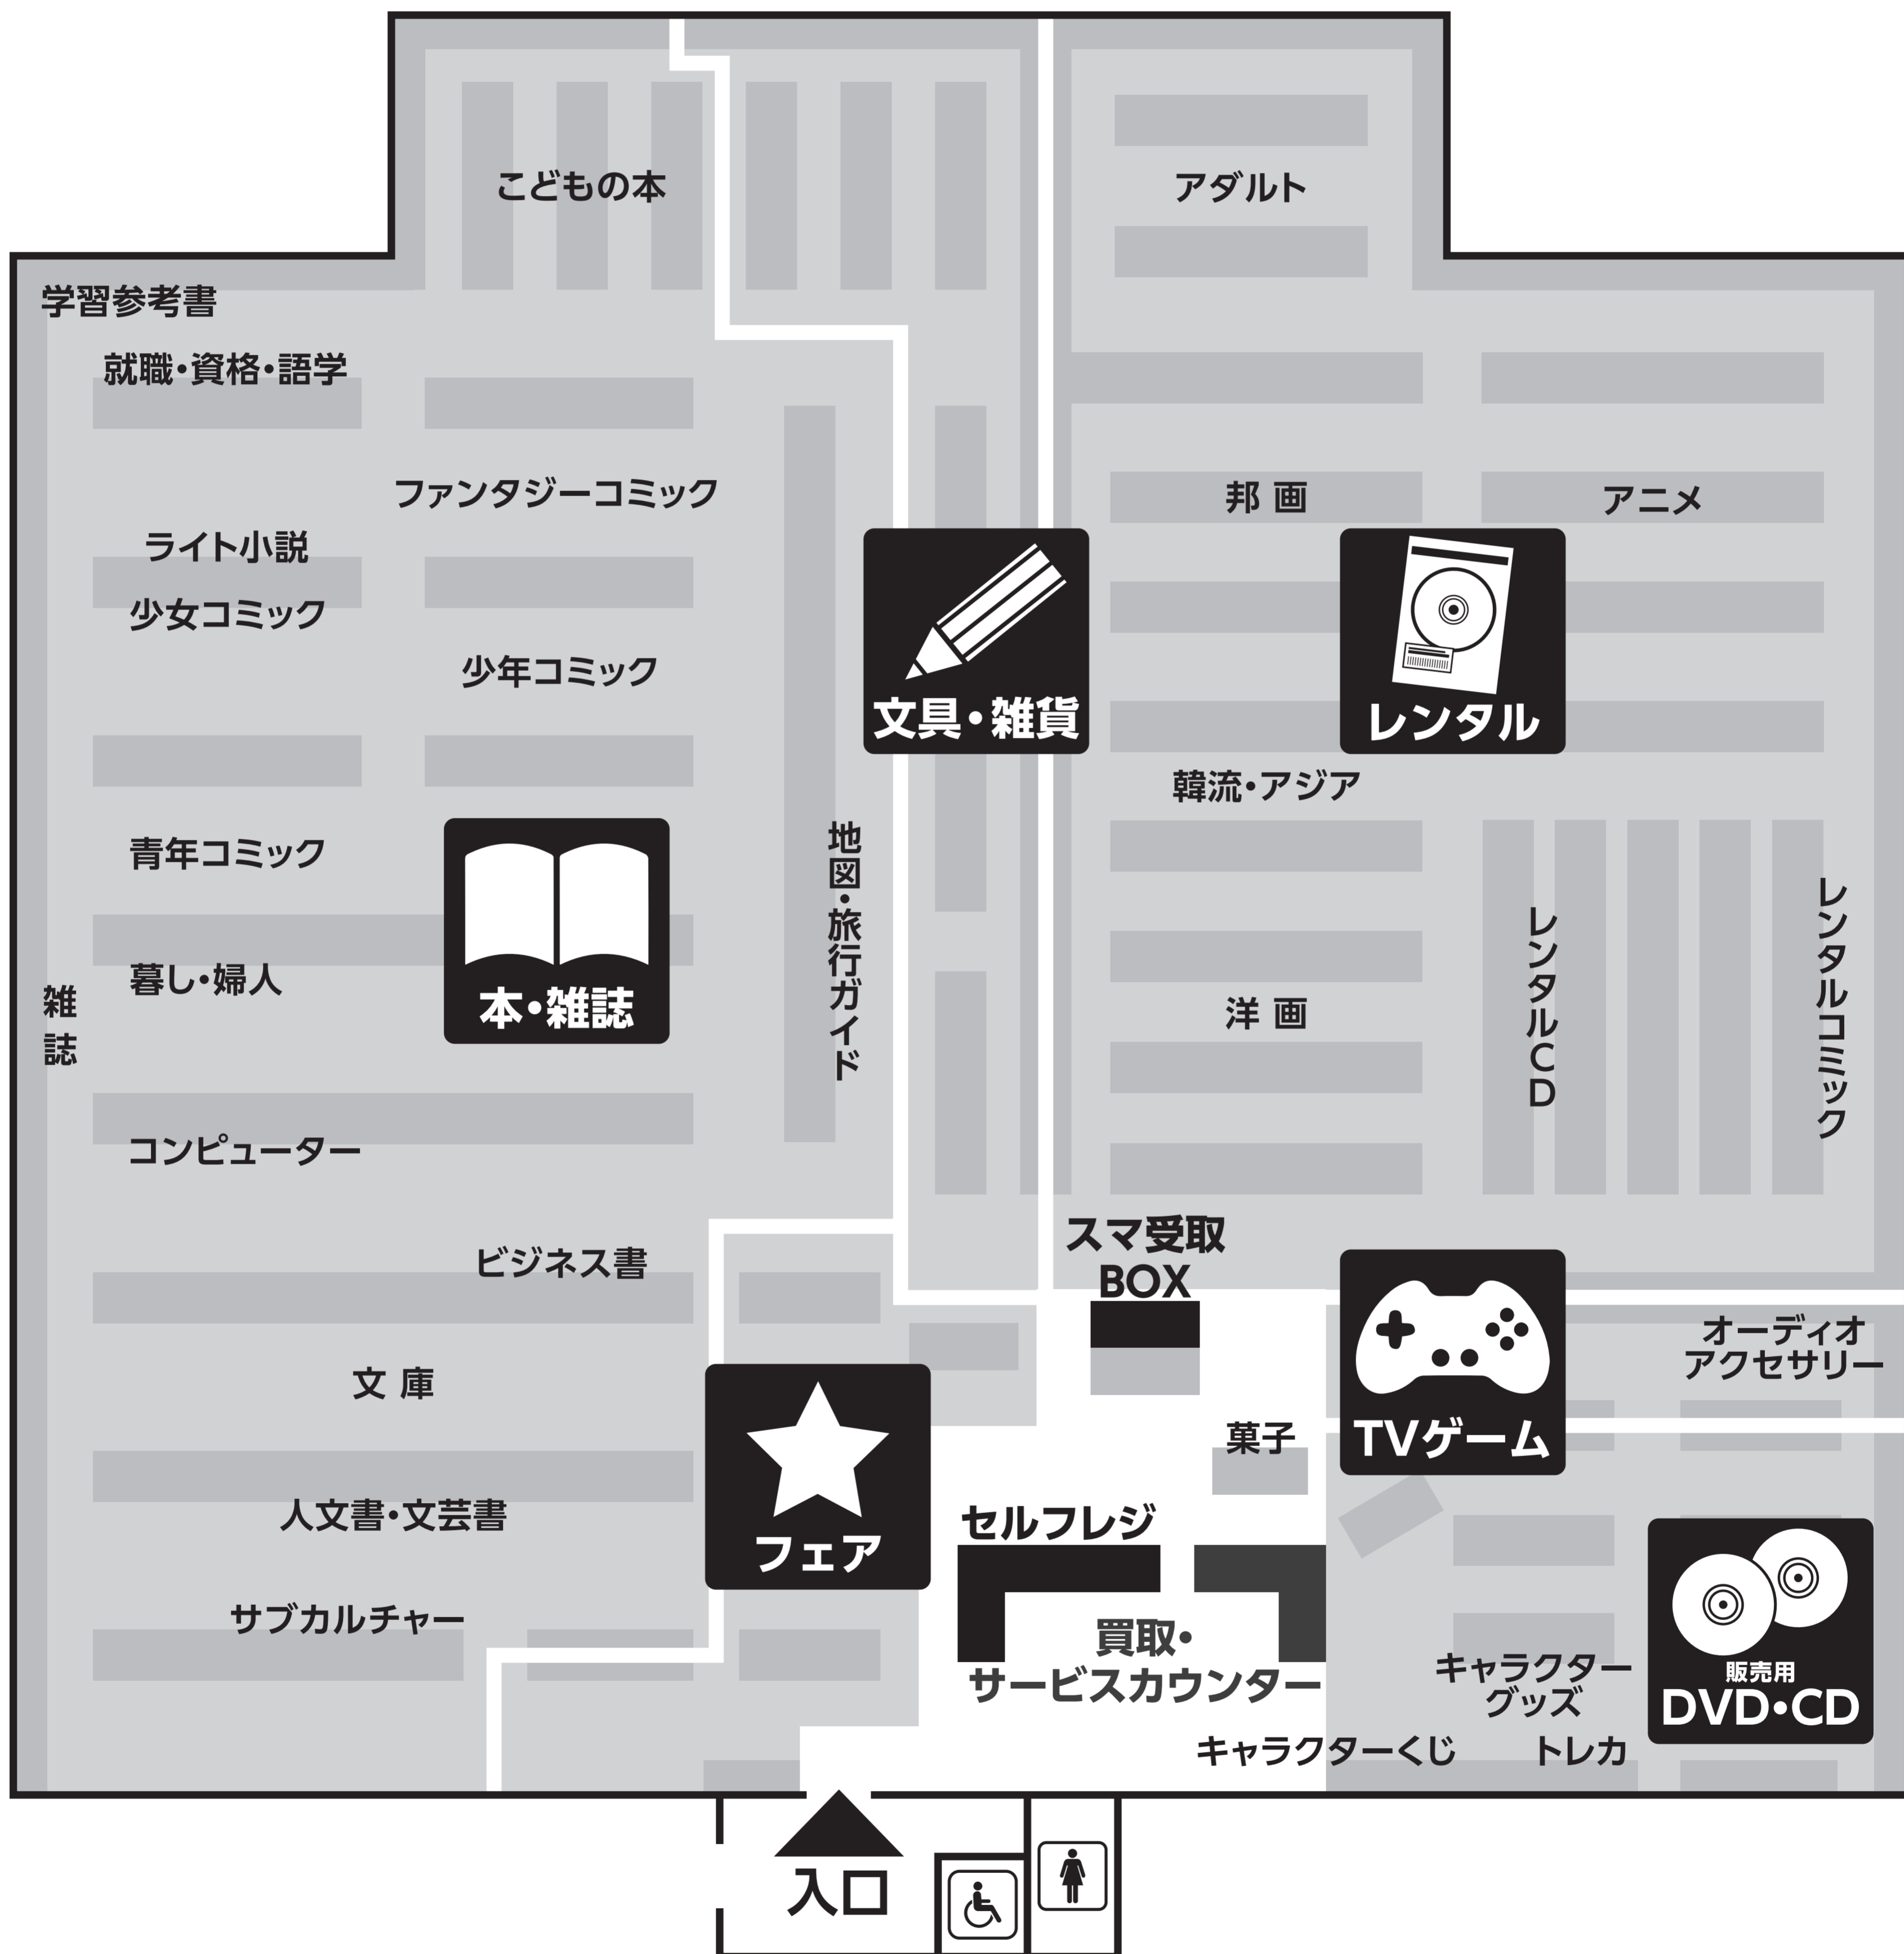 こどもの本
アダルト
学習参考書
就職・資格・語学
ファンタジーコミック
邦画
アニメ
ライト小説
少女コミック
少年コミック
文具・雑貨
レンタル
韓流・アジア
青年コミック
地図・旅行ガイド
レンタルCD
レンタルコミック
暮し・婦人
本・雑誌
雑誌
洋画
コンピューター
スマ受取
BOX
ビジネス書
オーディオ
アクセサリー
文庫
菓子
TVゲーム
人文書・文芸書
フェア
セルフレジ
サブカルチャー
買取・
サービスカウンター
キャラクター
グッズ
販売用
DVD・CD
キャラクターくじ
トレカ
入口